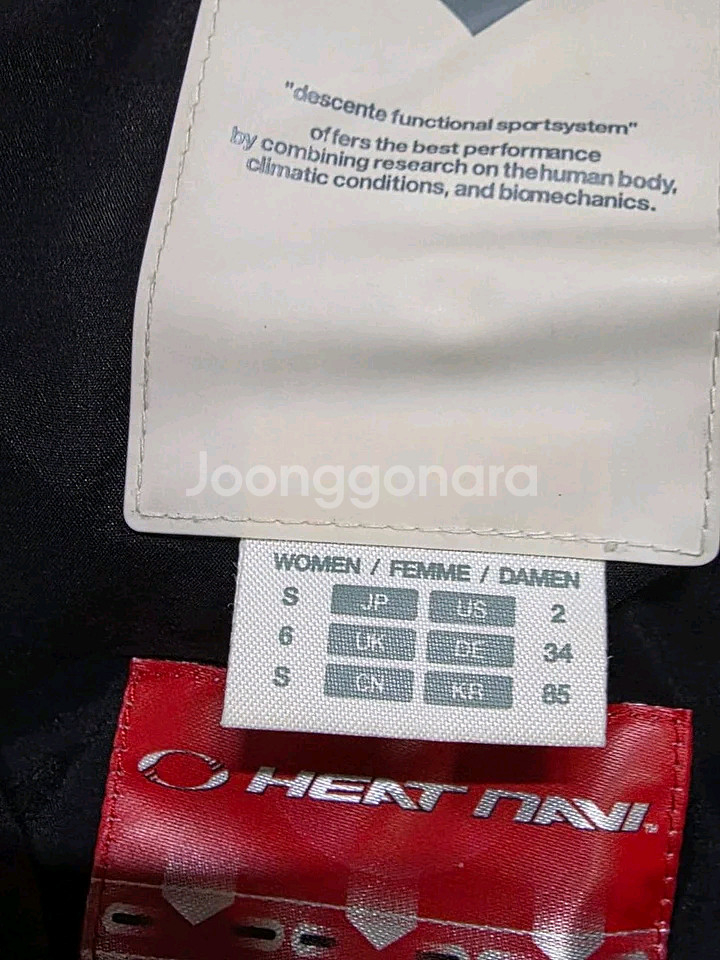 "descente functional sportsystem"
offers the best performance
by combining research on the human body,
climatic conditions, and biomechanics.
Joonggonara
WOMEN / FEMME / DAMEN
S JP US 2
6 UK DE 34
S CN KR 85
HEAT NAVI™